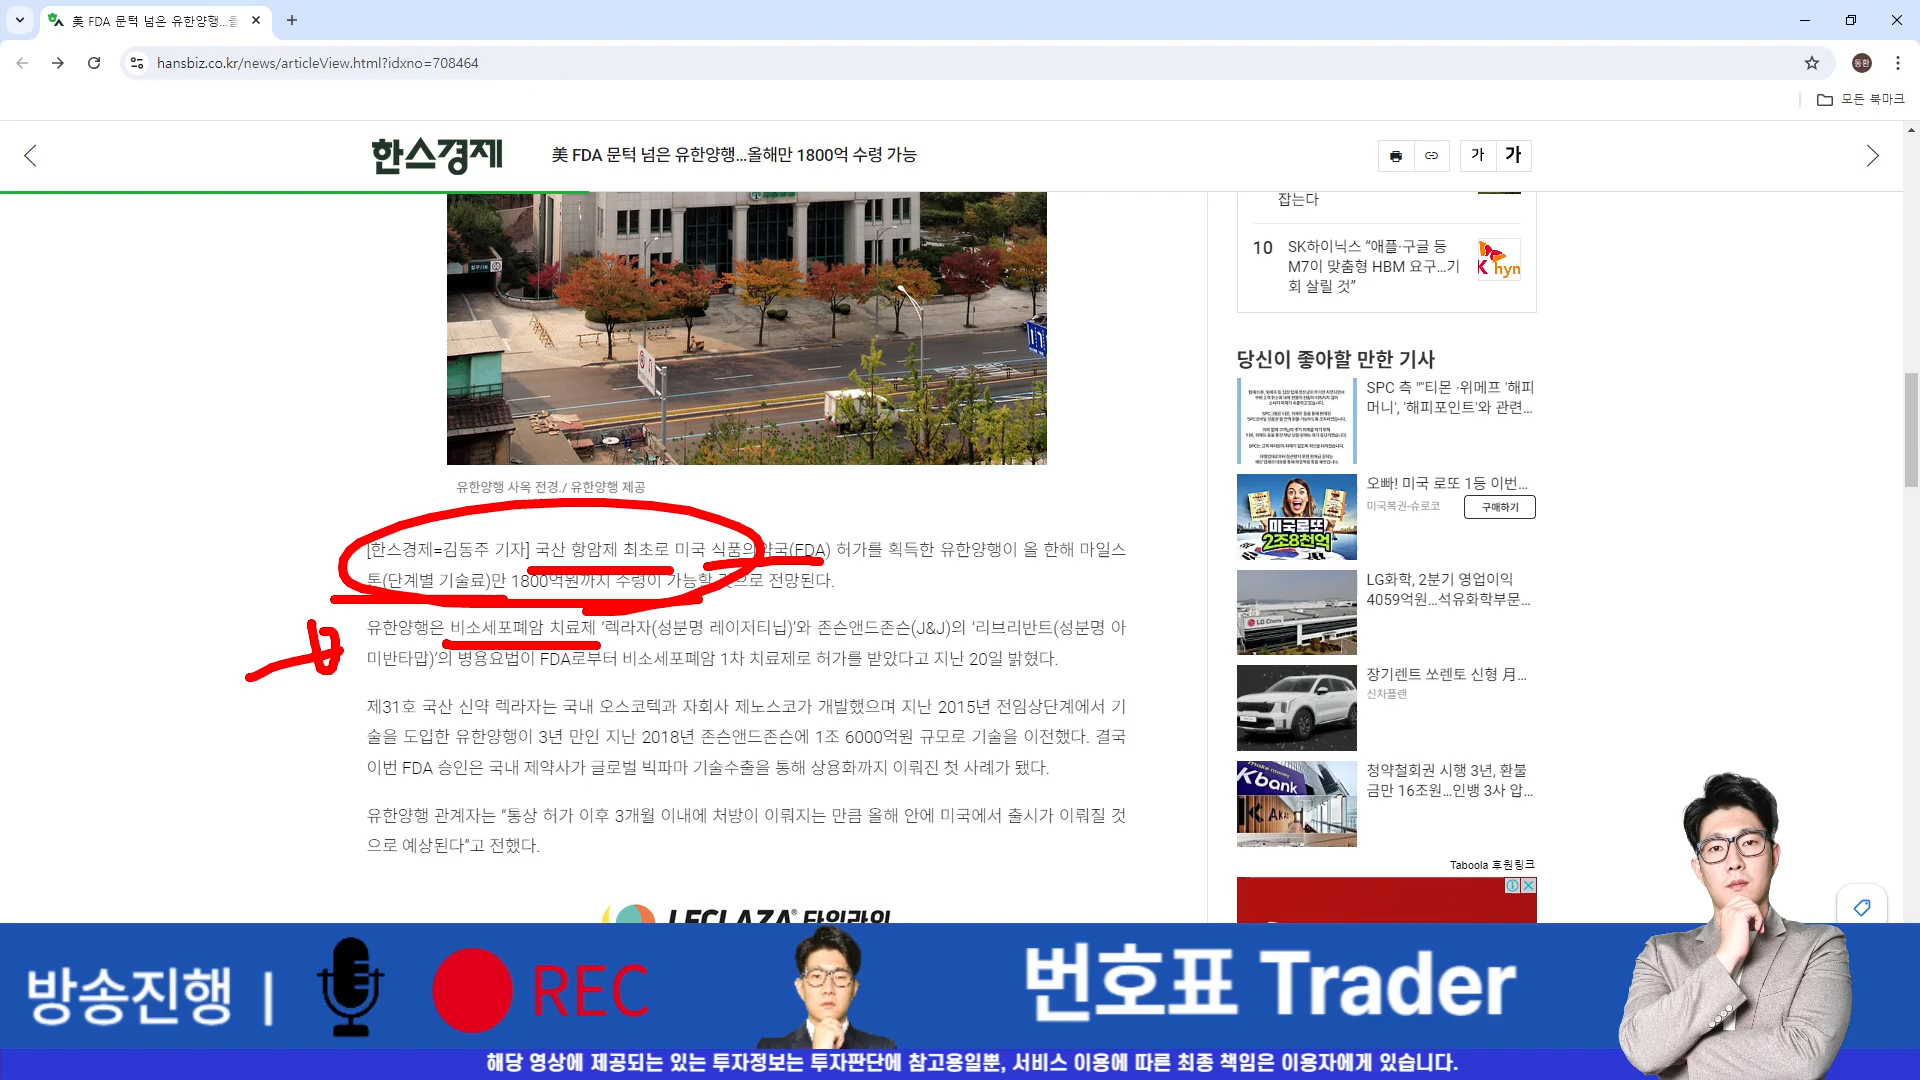 美 FDA 문턱 넘은 유한양행...올
hansbiz.co.kr/news/articleView.html?idxno=708464
동환
모든 북마크
한스경제
美 FDA 문턱 넘은 유한양행...올해만 1800억 수령 가능
가 가
유한양행 사옥 전경./ 유한양행 제공
[한스경제=김동주 기자] 국산 항암제 최초로 미국 식품의약국(FDA) 허가를 획득한 유한양행이 올 한해 마일스
톤(단계별 기술료)만 1800억원까지 수령이 가능할 것으로 전망된다.
유한양행은 비소세포폐암 치료제 ‘렉라자(성분명 레이저티닙)’와 존슨앤드존슨(J&J)의 ‘리브리반트(성분명 아
미반타맙)’의 병용요법이 FDA로부터 비소세포폐암 1차 치료제로 허가를 받았다고 지난 20일 밝혔다.
제31호 국산 신약 렉라자는 국내 오스코텍과 자회사 제노스코가 개발했으며 지난 2015년 전임상단계에서 기
술을 도입한 유한양행이 3년 만인 지난 2018년 존슨앤드존슨에 1조 6000억원 규모로 기술을 이전했다. 결국
이번 FDA 승인은 국내 제약사가 글로벌 빅파마 기술수출을 통해 상용화까지 이뤄진 첫 사례가 됐다.
유한양행 관계자는 “통상 허가 이후 3개월 이내에 처방이 이뤄지는 만큼 올해 안에 미국에서 출시가 이뤄질 것
으로 예상된다”고 전했다.
LECLAZA® 타임라인
잡는다
10 SK하이닉스 “애플·구글 등
M7이 맞춤형 HBM 요구...기
회 살릴 것”
K hyn
당신이 좋아할 만한 기사
SPC 측 "“티몬 ·위메프 '해피
머니', '해피포인트'와 관련...
미국로또
2조8천억
오빠! 미국 로또 1등 이번...
미국복권-슈로코
구매하기
LG Chem
LG화학, 2분기 영업이익
4059억원...석유화학부문...
장기렌트 쏘렌토 신형 月...
신차플랜
make money
Kbank
청약철회권 시행 3년, 환불
금만 16조원...인뱅 3사 압...
Taboola 후원링크
방송진행 |
REC
번호표 Trader
해당 영상에 제공되는 있는 투자정보는 투자판단에 참고용일뿐, 서비스 이용에 따른 최종 책임은 이용자에게 있습니다.